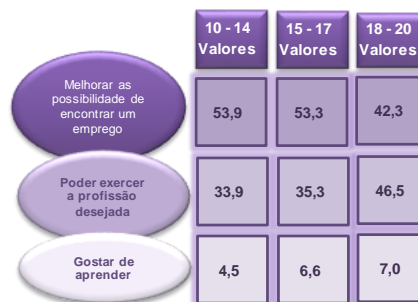 10 - 14 15 - 17 18 - 20
Valores Valores Valores
Melhorar as
possibilidade de
encontrar um
emprego
53,9 53,3 42,3
Poder exercer
a profissão
desejada
33,9 35,3 46,5
Gostar de
aprender
4,5 6,6 7,0